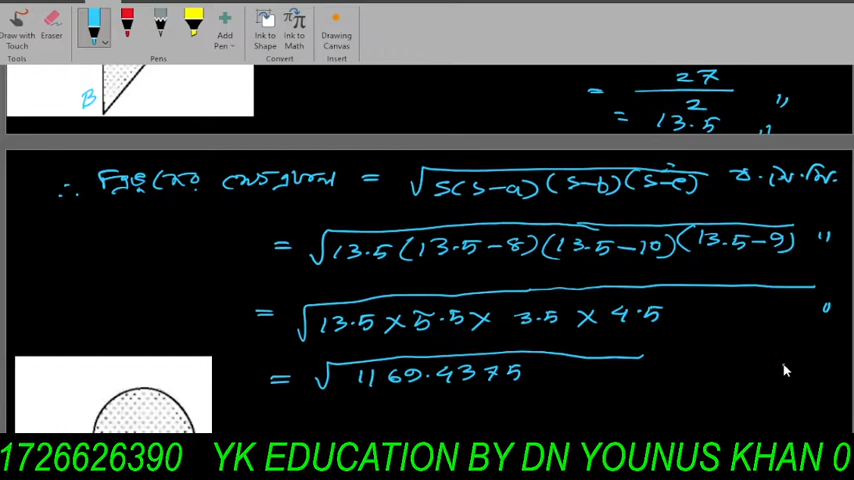 Draw with Touch
Eraser
Add Pen
Ink to Shape
Ink to Math
Drawing Canvas
Tools
Pens
Convert
Insert
B
= 27/2 "
= 13.5 "
∴ ত্রিভুজের ক্ষেত্রফল = √s(s-a)(s-b)(s-c) ব.সে.মি.
= √13.5(13.5-8)(13.5-10)(13.5-9) "
= √13.5×5.5× 3.5 × 4.5 "
= √1169.4375
1726626390 YK EDUCATION BY DN YOUNUS KHAN 0